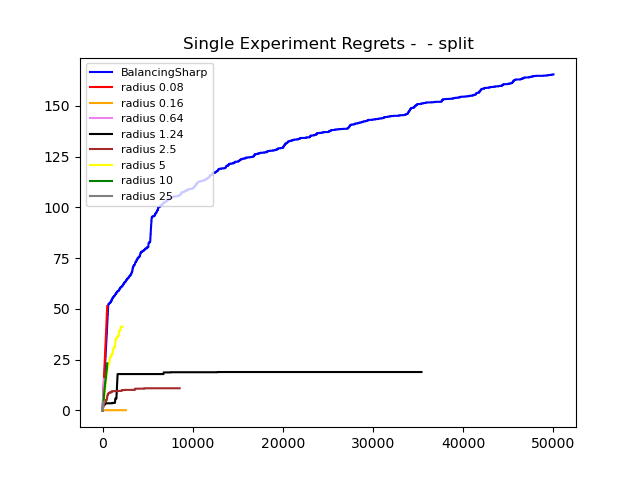 Single Experiment Regrets -  - split
BalancingSharp
radius 0.08
radius 0.16
radius 0.64
radius 1.24
radius 2.5
radius 5
radius 10
radius 25
150
125
100
75
50
25
0
0 10000 20000 30000 40000 50000